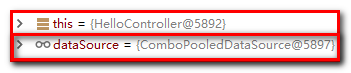 this = {HelloController@5892}
dataSource = {ComboPooledDataSource@5897}